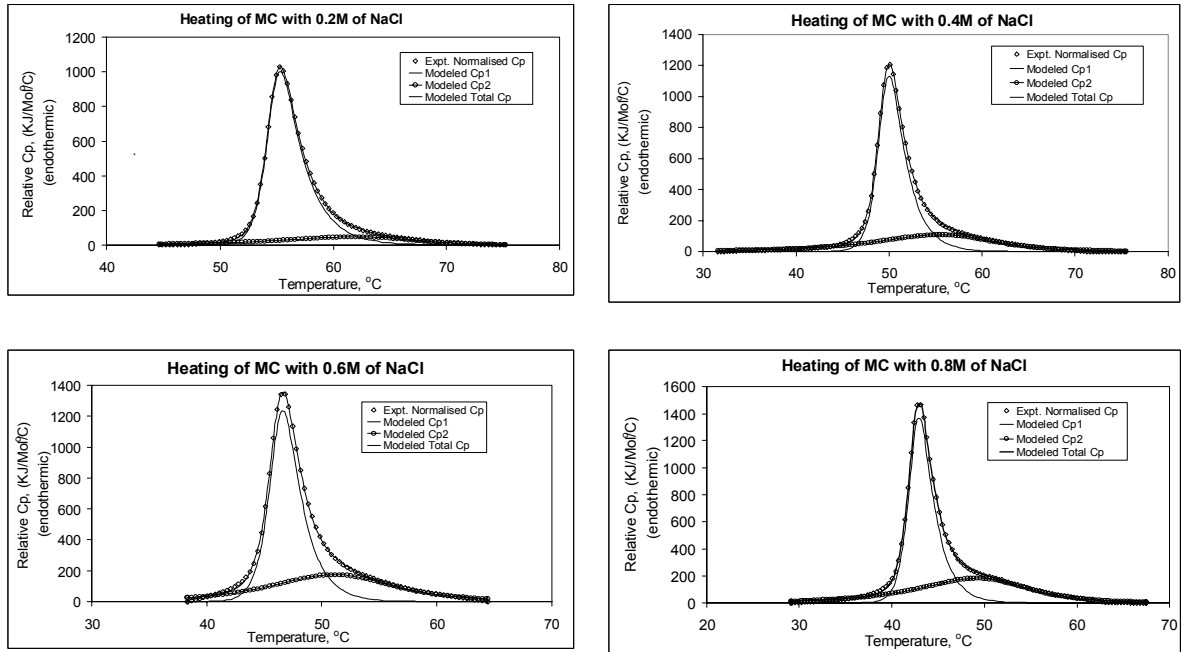 Heating of MC with 0.2M of NaCl
Relative Cp, (KJ/Mol/°C)
(endothermic)
1200
1000
800
600
400
200
0
Expt. Normalised Cp
Modeled Cp1
Modeled Cp2
Modeled Total Cp
40 50 60 70 80
Temperature, °C
Heating of MC with 0.4M of NaCl
Relative Cp, (KJ/Mol/°C)
(endothermic)
1400
1200
1000
800
600
400
200
0
Expt. Normalised Cp
Modeled Cp1
Modeled Cp2
Modeled Total Cp
30 40 50 60 70 80
Temperature, °C
Heating of MC with 0.6M of NaCl
Relative Cp, (KJ/Mol/°C)
(endothermic)
1400
1200
1000
800
600
400
200
0
Expt. Normalised Cp
Modeled Cp1
Modeled Cp2
Modeled Total Cp
30 40 50 60 70
Temperature, °C
Heating of MC with 0.8M of NaCl
Relative Cp, (KJ/Mol/°C)
(endothermic)
1600
1400
1200
1000
800
600
400
200
0
Expt. Normalised Cp
Modeled Cp1
Modeled Cp2
Modeled Total Cp
20 30 40 50 60 70
Temperature, °C